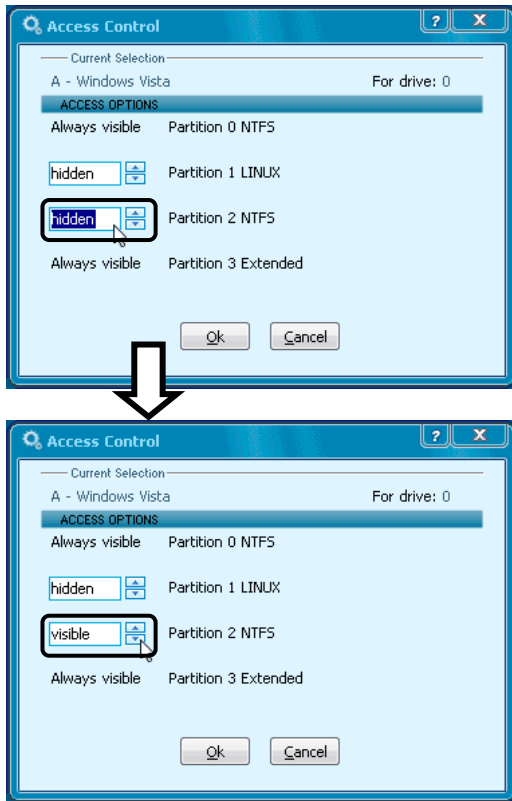 Access Control
? X
Current Selection
A - Windows Vista For drive: 0
ACCESS OPTIONS
Always visible Partition 0 NTFS
hidden Partition 1 LINUX
hidden Partition 2 NTFS
Always visible Partition 3 Extended
Ok Cancel
Access Control
? X
Current Selection
A - Windows Vista For drive: 0
ACCESS OPTIONS
Always visible Partition 0 NTFS
hidden Partition 1 LINUX
visible Partition 2 NTFS
Always visible Partition 3 Extended
Ok Cancel